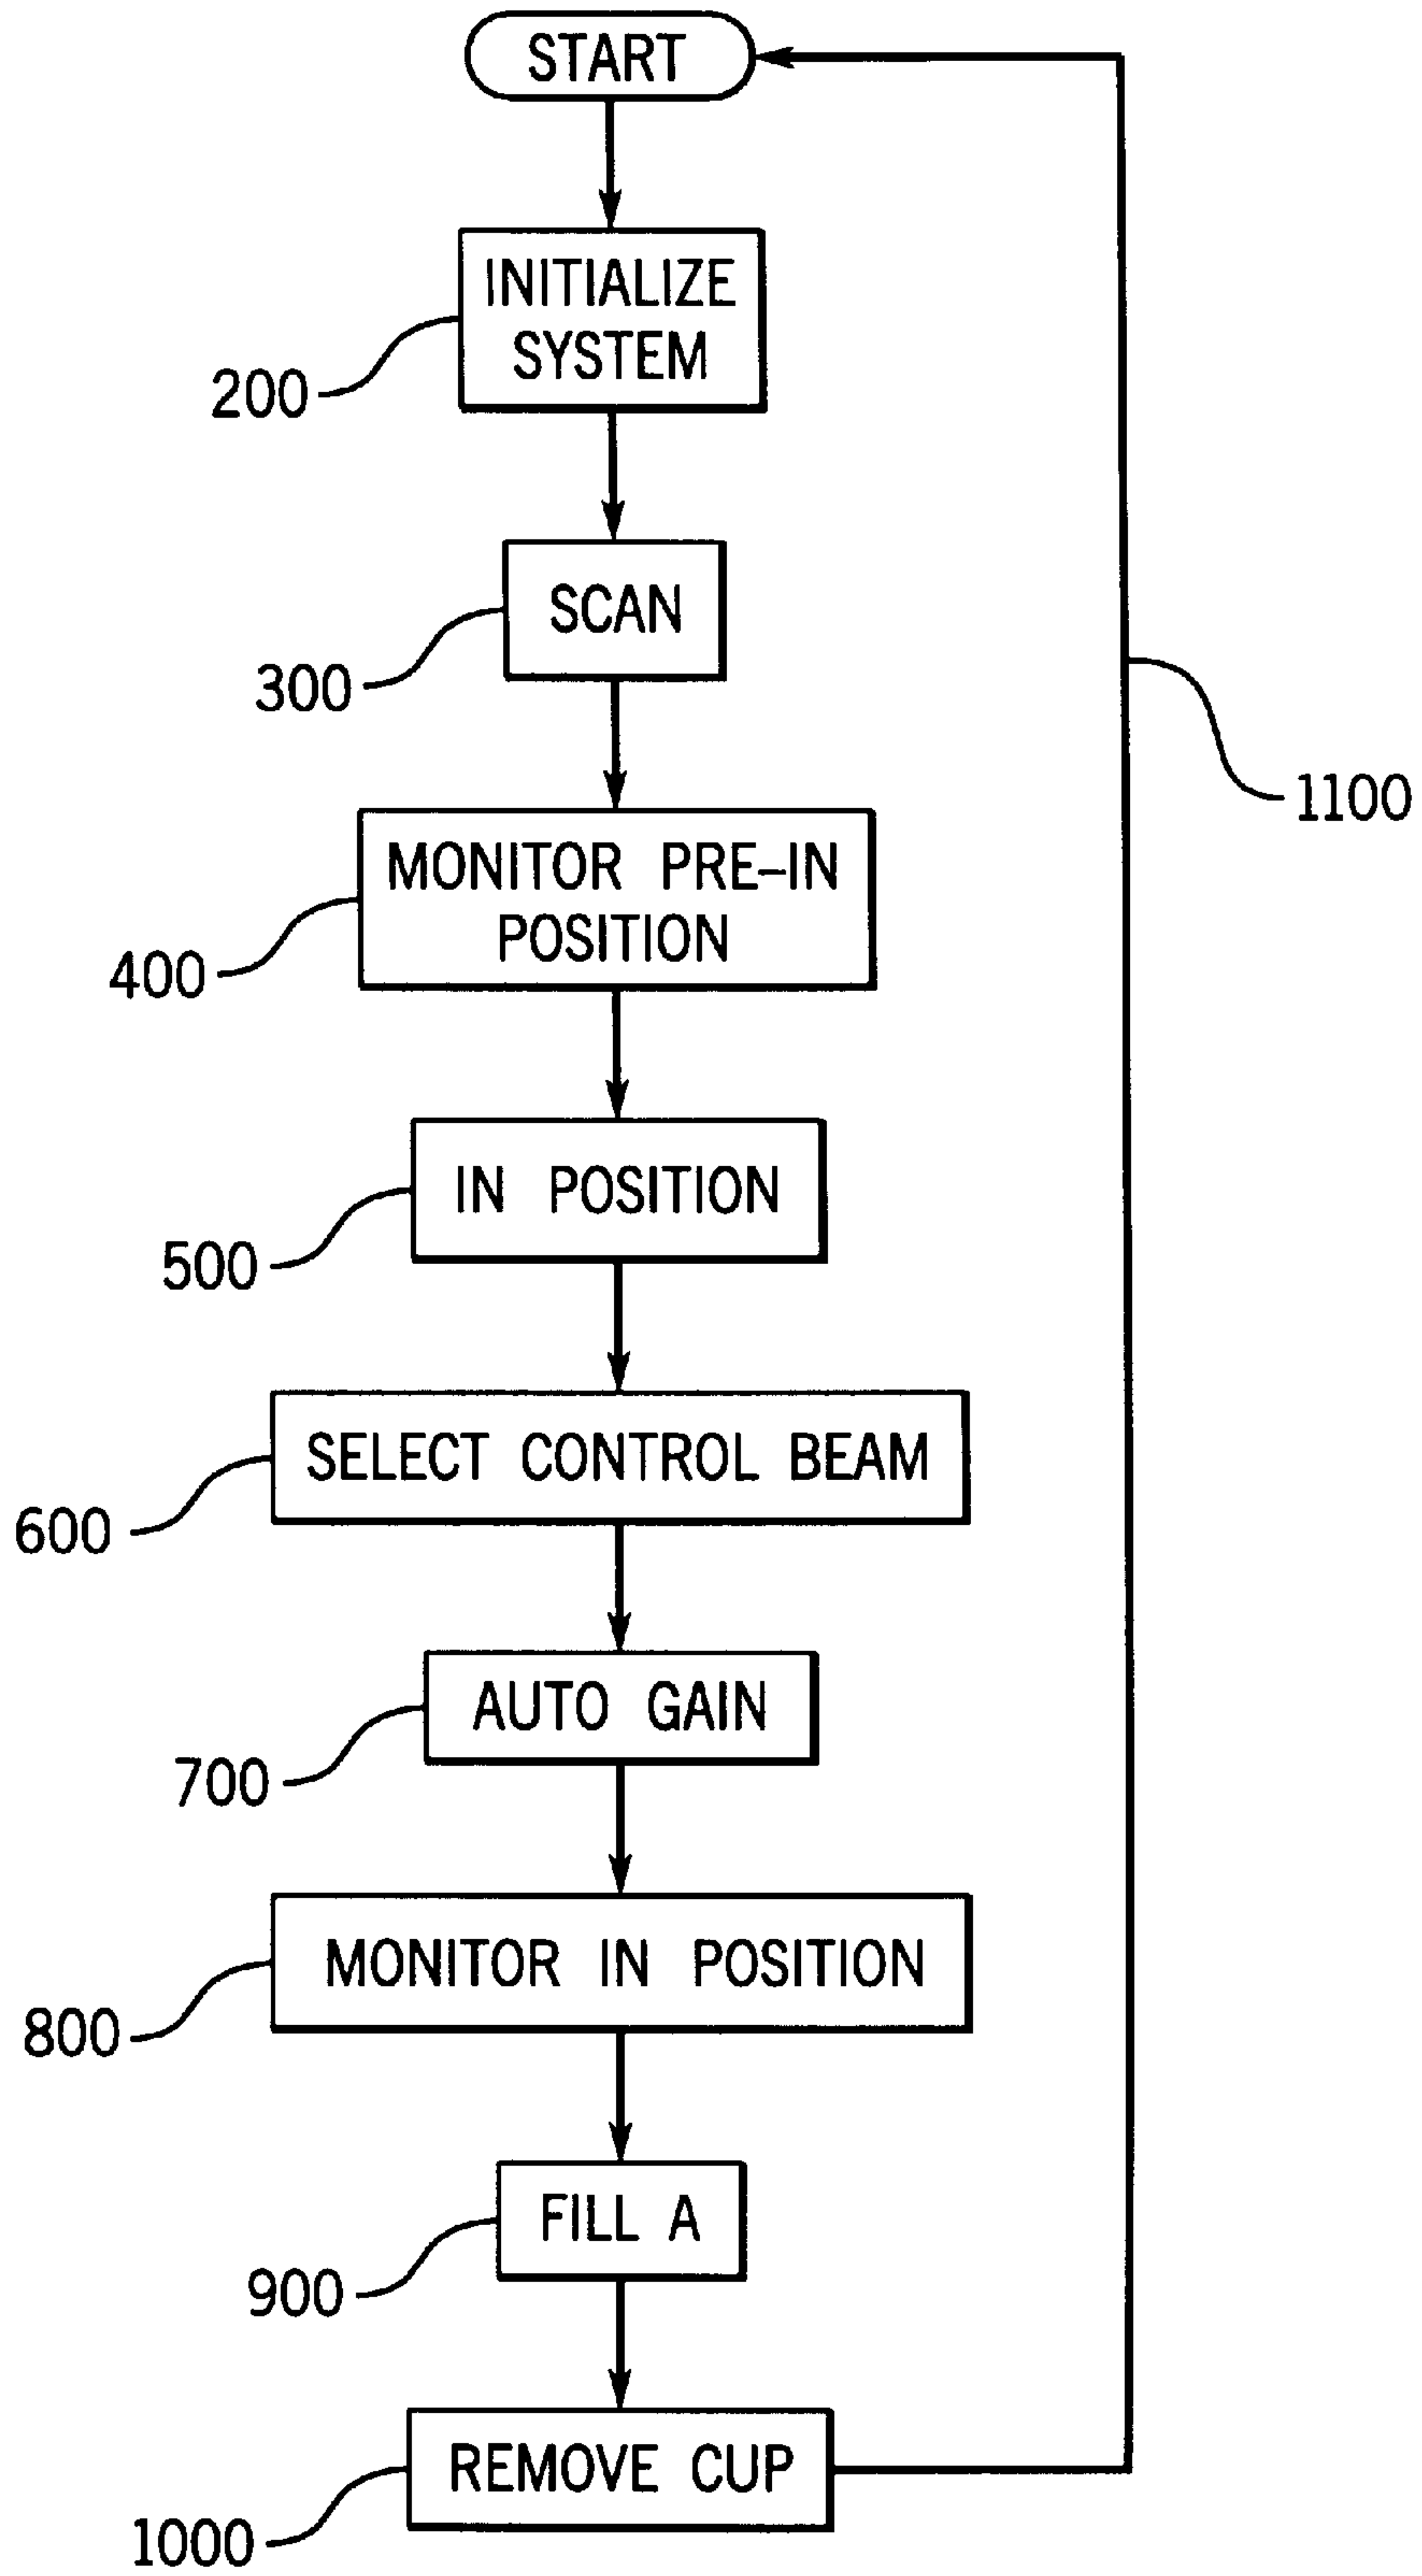 START
INITIALIZE
SYSTEM
200
SCAN
300
MONITOR PRE-IN
POSITION
400
1100
IN POSITION
500
SELECT CONTROL BEAM
600
AUTO GAIN
700
MONITOR IN POSITION
800
FILL A
900
REMOVE CUP
1000